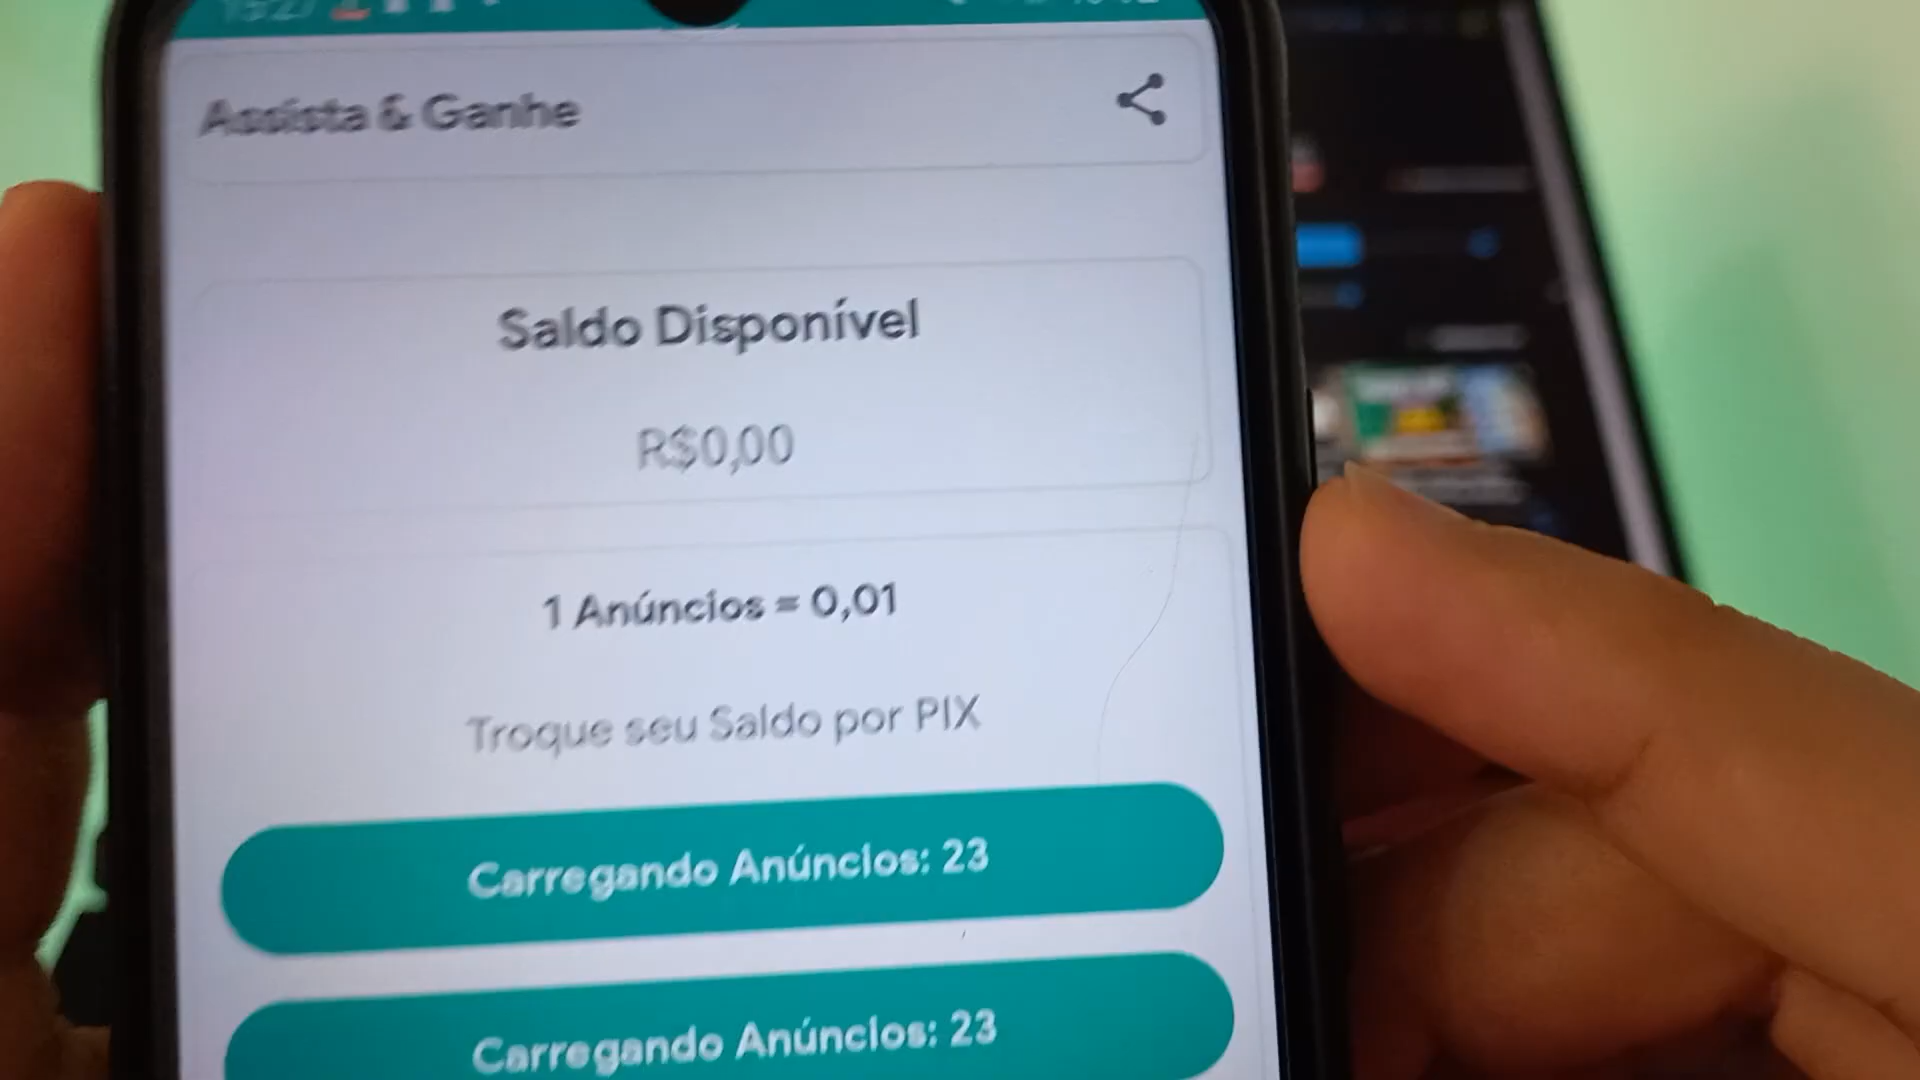 Assista & Ganhe
Saldo Disponível
R$0,00
1 Anúncios = 0,01
Troque seu Saldo por PIX
Carregando Anúncios: 23
Carregando Anúncios: 23